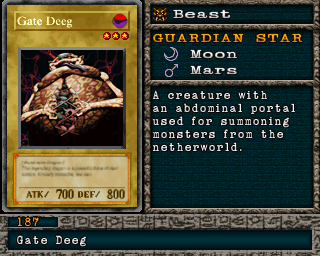 Gate Deeg
ATK/ 700 DEF/ 800
Beast
GUARDIAN STAR
Moon
Mars
A creature with
an abdominal portal
used for summoning
monsters from the
netherworld.
187
Gate Deeg